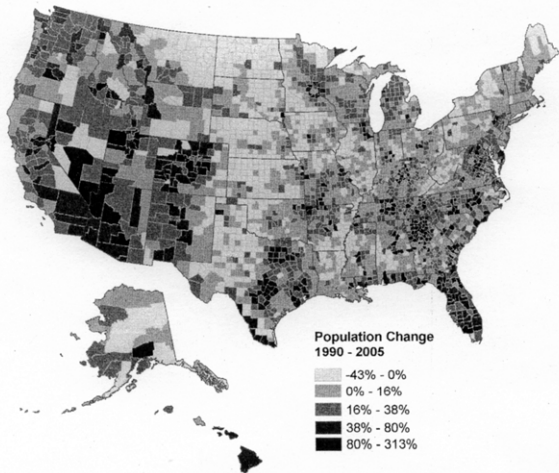 Population Change
1990 - 2005
-43% - 0%
0% - 16%
16% - 38%
38% - 80%
80% - 313%